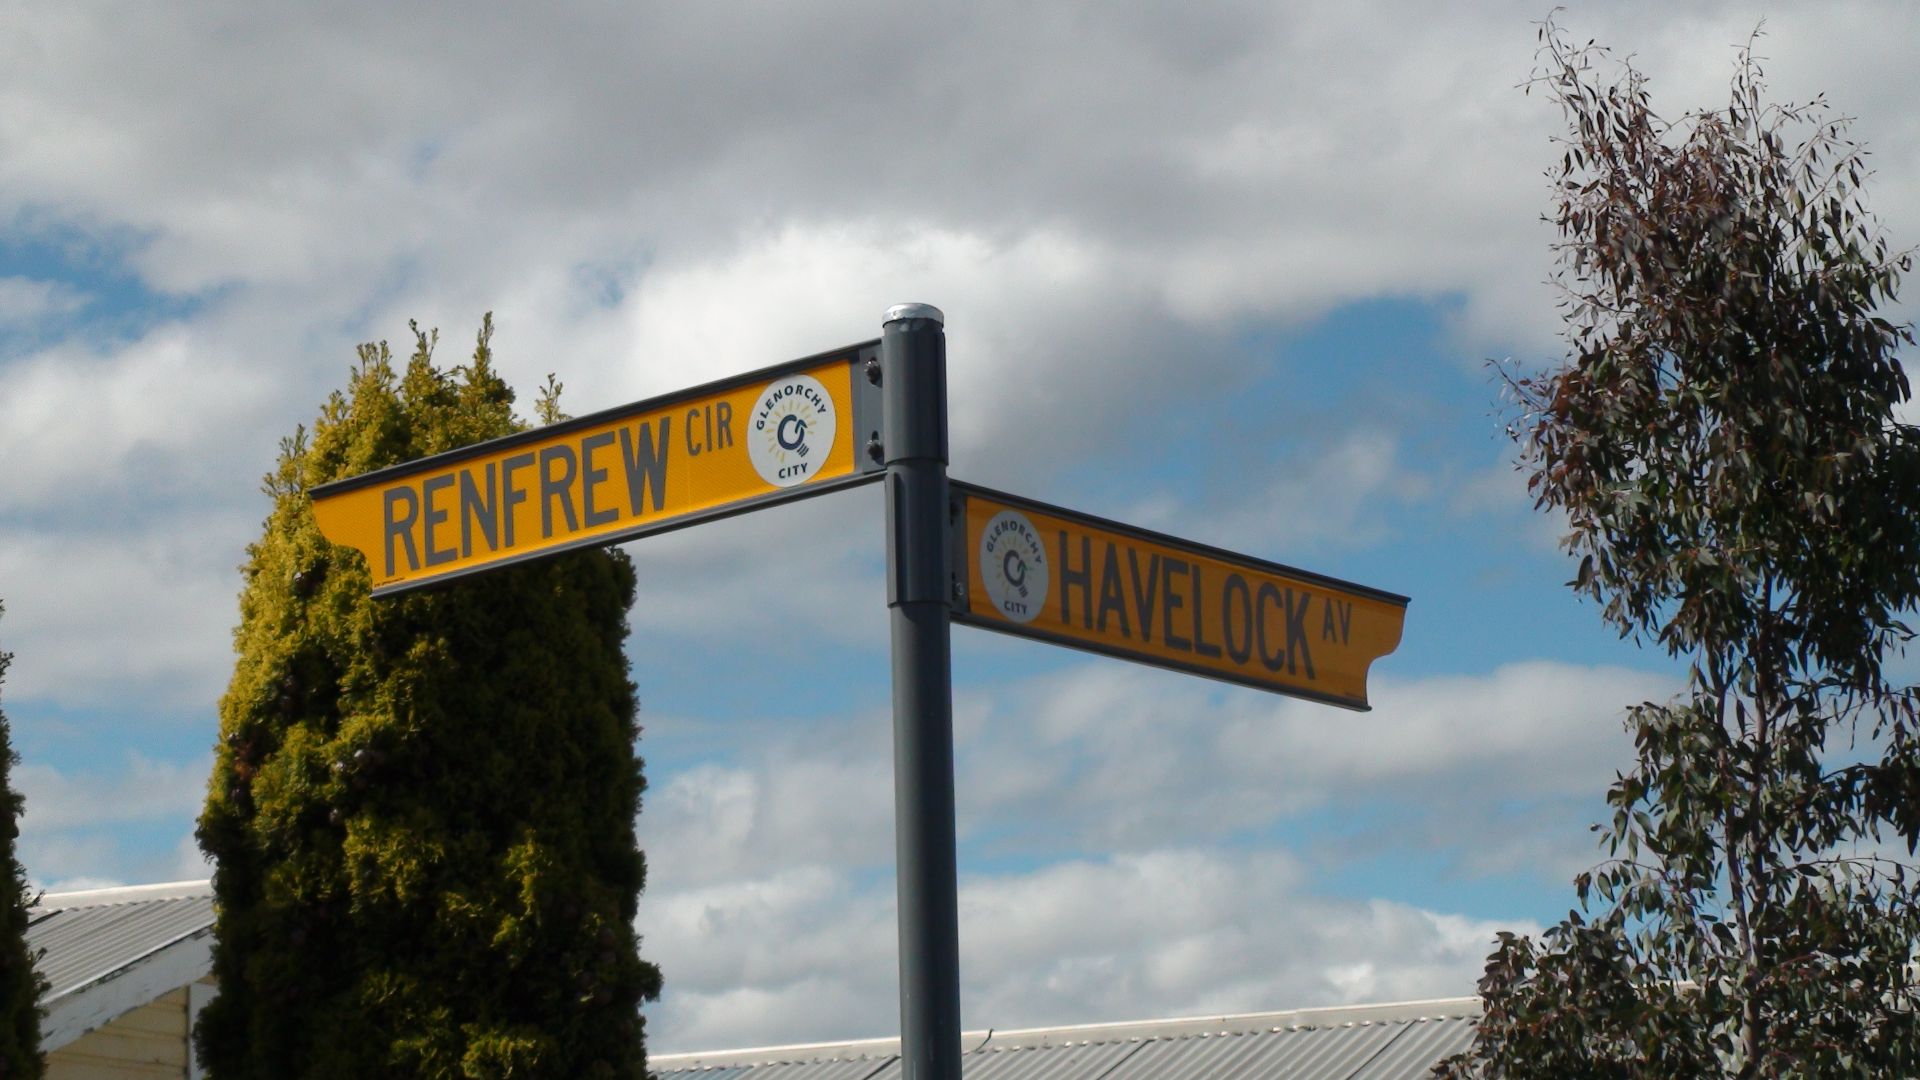 RENFREW CIR
GLENORCHY
CITY
GLENORCHY
CITY
HAVELOCK AV